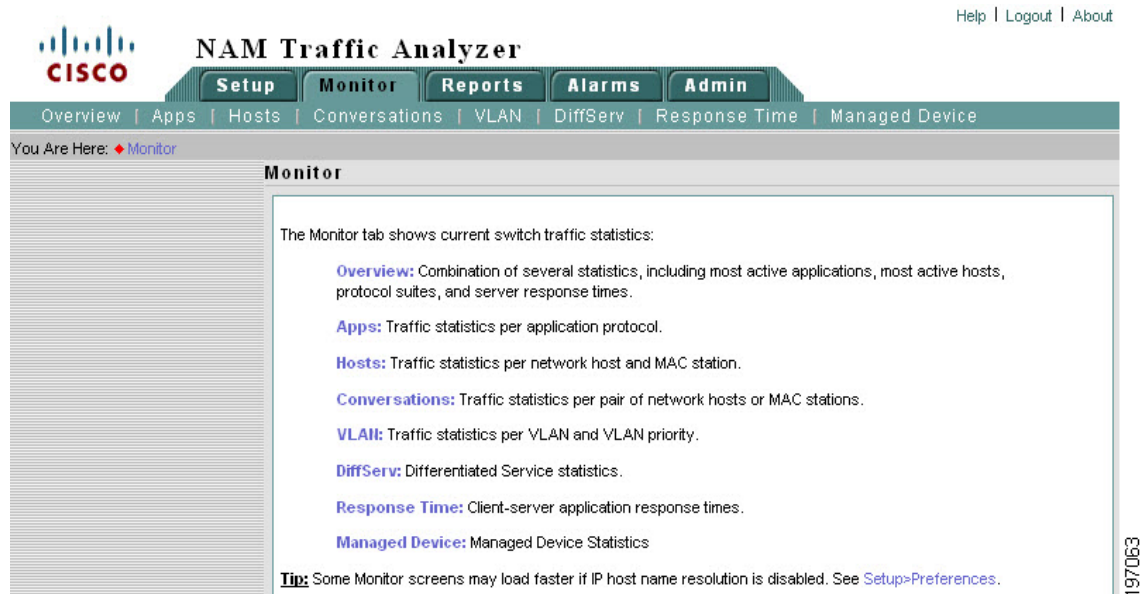 Help | Logout | About
CISCO
NAM Traffic Analyzer
Setup Monitor Reports Alarms Admin
Overview | Apps | Hosts | Conversations | VLAN | DiffServ | Response Time | Managed Device
You Are Here: ◆ Monitor
Monitor
The Monitor tab shows current switch traffic statistics:
Overview: Combination of several statistics, including most active applications, most active hosts,
protocol suites, and server response times.
Apps: Traffic statistics per application protocol.
Hosts: Traffic statistics per network host and MAC station.
Conversations: Traffic statistics per pair of network hosts or MAC stations.
VLAN: Traffic statistics per VLAN and VLAN priority.
DiffServ: Differentiated Service statistics.
Response Time: Client-server application response times.
Managed Device: Managed Device Statistics
Tip: Some Monitor screens may load faster if IP host name resolution is disabled. See Setup>Preferences.
197063